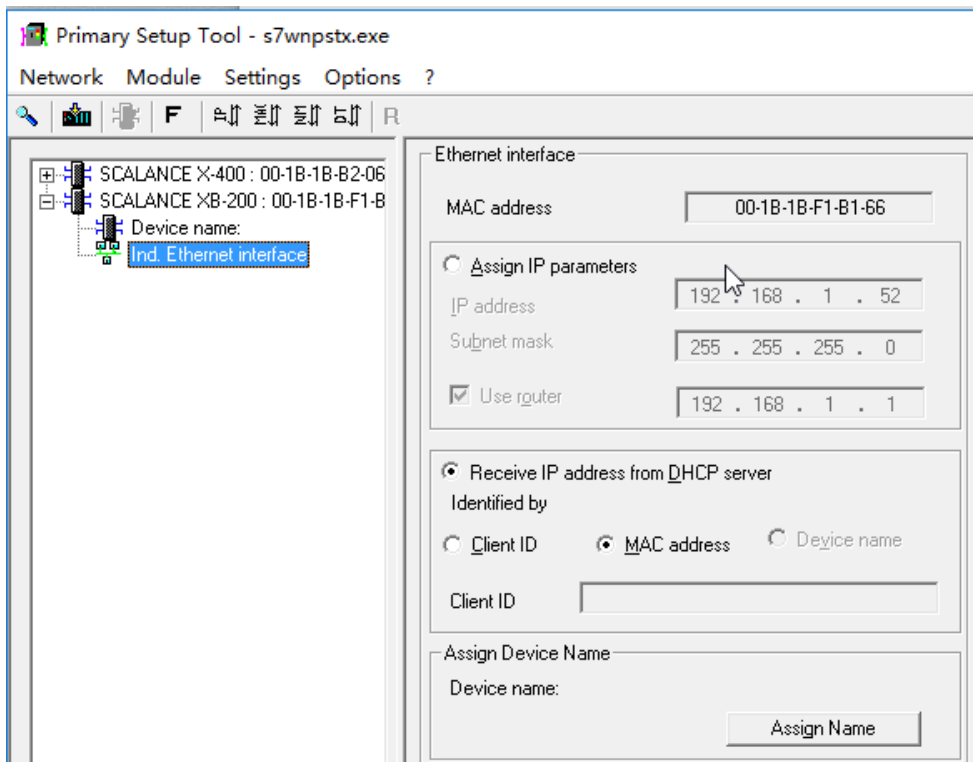 Primary Setup Tool - s7wnpstx.exe
Network Module Settings Options ?
F
R
SCALANCE X-400 : 00-1B-1B-B2-06
SCALANCE XB-200 : 00-1B-1B-F1-B
Device name:
Ind. Ethernet interface
Ethernet interface
MAC address 00-1B-1B-F1-B1-66
Assign IP parameters
IP address 192 . 168 . 1 . 52
Subnet mask 255 . 255 . 255 . 0
Use router 192 . 168 . 1 . 1
Receive IP address from DHCP server
Identified by
Client ID MAC address Device name
Client ID
Assign Device Name
Device name:
Assign Name